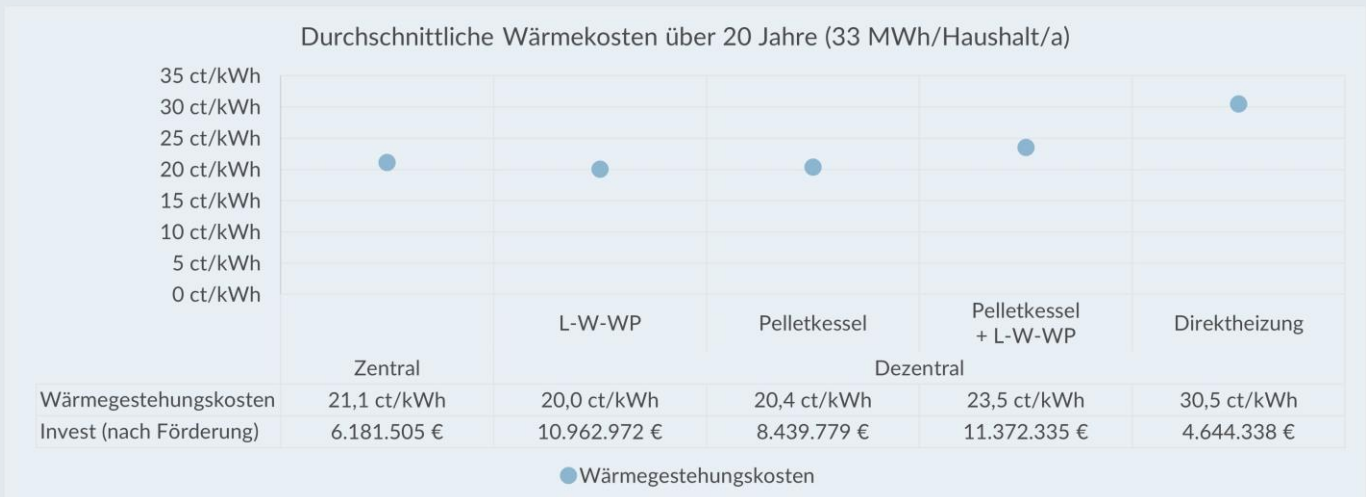 Durchschnittliche Wärmekosten über 20 Jahre (33 MWh/Haushalt/a)
35 ct/kWh
30 ct/kWh
25 ct/kWh
20 ct/kWh
15 ct/kWh
10 ct/kWh
5 ct/kWh
0 ct/kWh
L-W-WP Pelletkessel Pelletkessel + L-W-WP Direktheizung
Zentral Dezentral
Wärmegestehungskosten 21,1 ct/kWh 20,0 ct/kWh 20,4 ct/kWh 23,5 ct/kWh 30,5 ct/kWh
Invest (nach Förderung) 6.181.505 € 10.962.972 € 8.439.779 € 11.372.335 € 4.644.338 €
Wärmegestehungskosten